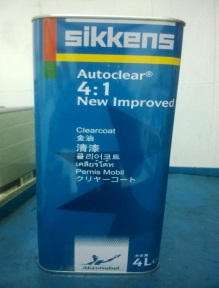 sikkens
Autoclear®
4:1
New Improved
Clearcoat
金油
清漆
클리어코트
เคลียร์โค้ท
Pernis Mobil
クリヤーコート
AkzoNobel
4L